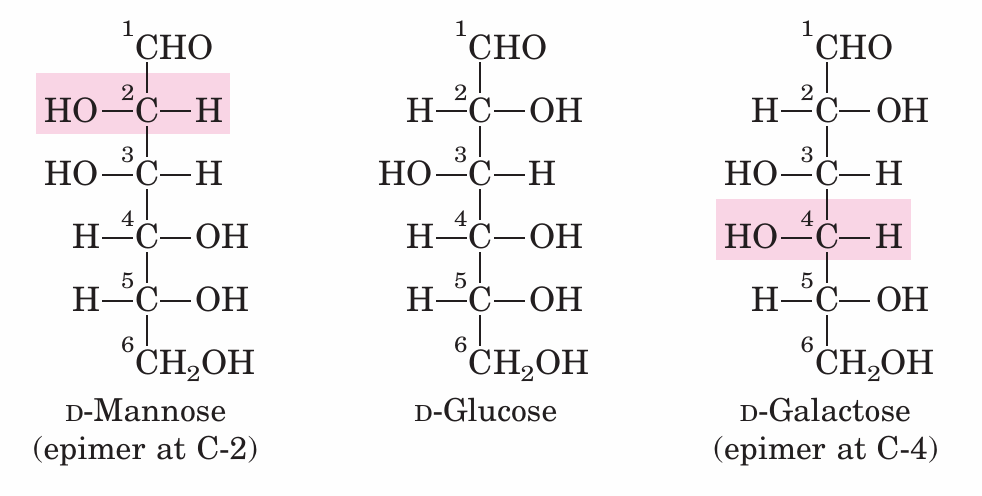 1CHO 1CHO 1CHO
HO—2C—H H—2C—OH H—2C—OH
HO—3C—H HO—3C—H HO—3C—H
H—4C—OH H—4C—OH HO—4C—H
H—5C—OH H—5C—OH H—5C—OH
6CH2OH 6CH2OH 6CH2OH
D-Mannose D-Glucose D-Galactose
(epimer at C-2) (epimer at C-4)